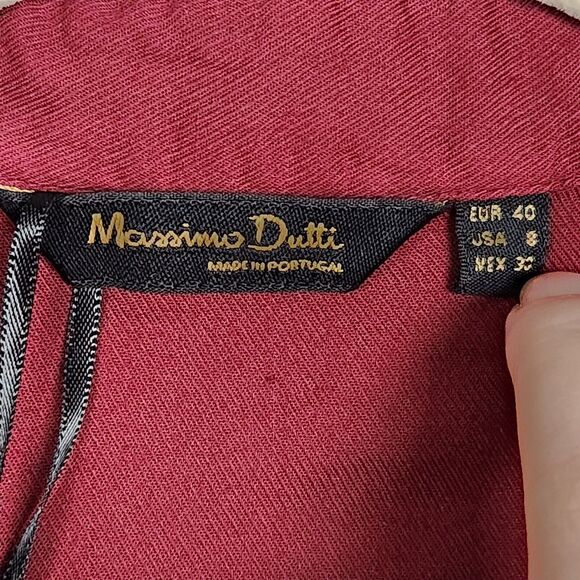 Massimo Dutti
MADE IN PORTUGAL
EUR 40
USA 8
MEX 30